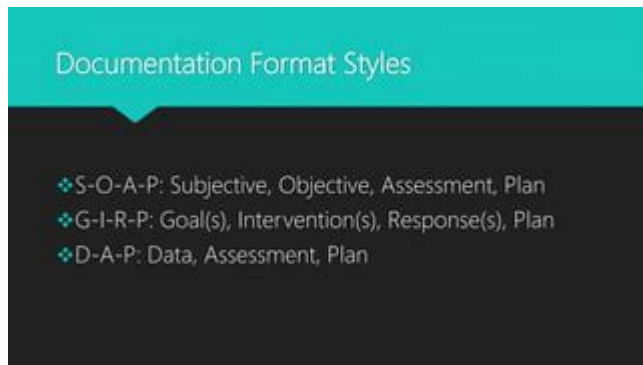 Documentation Format Styles
❖S-O-A-P: Subjective, Objective, Assessment, Plan
❖G-I-R-P: Goal(s), Intervention(s), Response(s), Plan
❖D-A-P: Data, Assessment, Plan